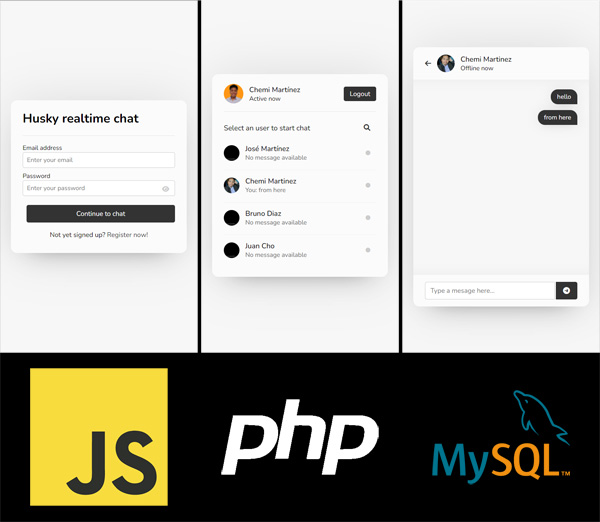 Husky realtime chat
Email address
Enter your email
Password
Enter your password
Continue to chat
Not yet signed up? Register now!
Chemi Martínez
Active now
Logout
Select an user to start chat
José Martínez
No message available
Chemi Martínez
You: from here
Bruno Diaz
No message available
Juan Cho
No message available
Chemi Martínez
Offline now
hello
from here
Type a mesage here...
JS
php
MySQL™